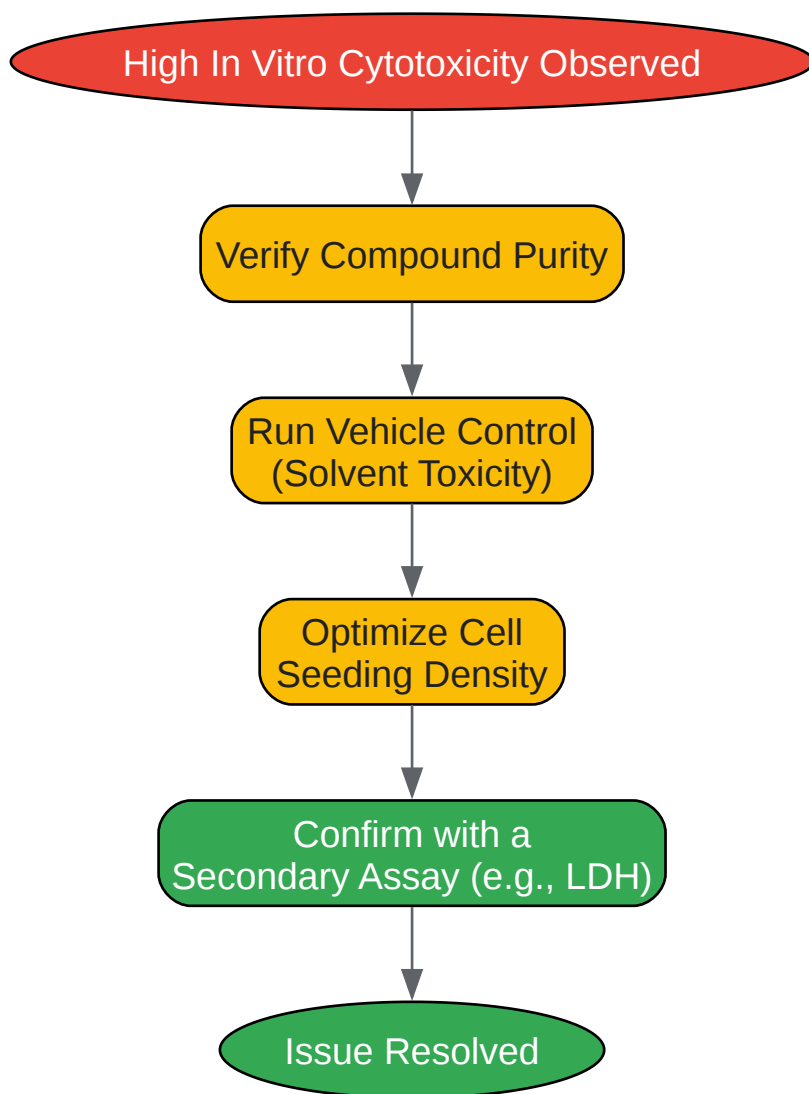 High In Vitro Cytotoxicity Observed
Verify Compound Purity
Run Vehicle Control
(Solvent Toxicity)
Optimize Cell
Seeding Density
Confirm with a
Secondary Assay (e.g., LDH)
Issue Resolved